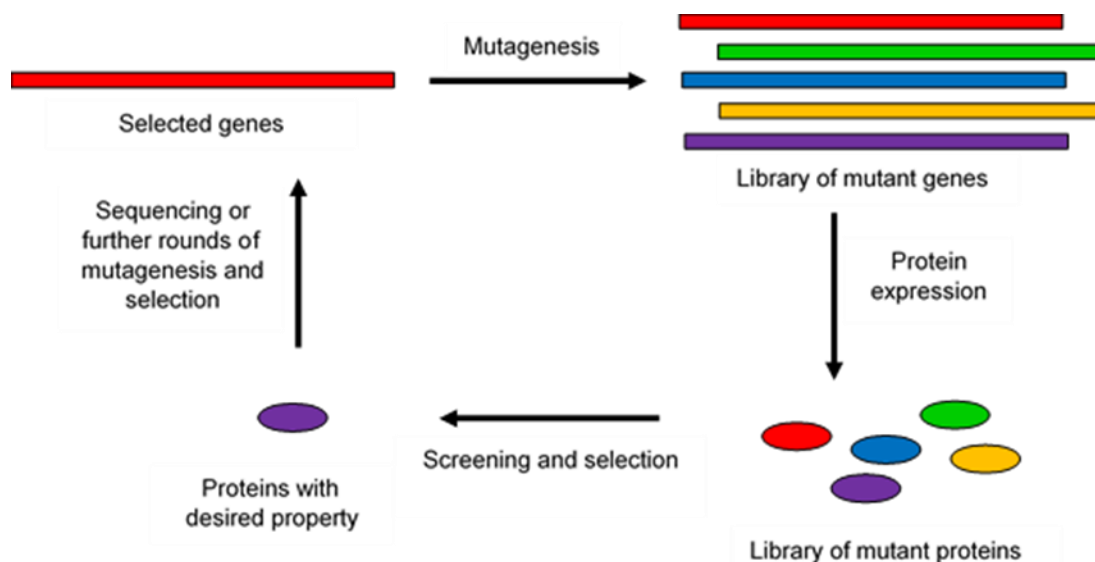 Mutagenesis
Selected genes
Library of mutant genes
Sequencing or
further rounds of
mutagenesis and
selection
Protein
expression
Screening and selection
Proteins with
desired property
Library of mutant proteins